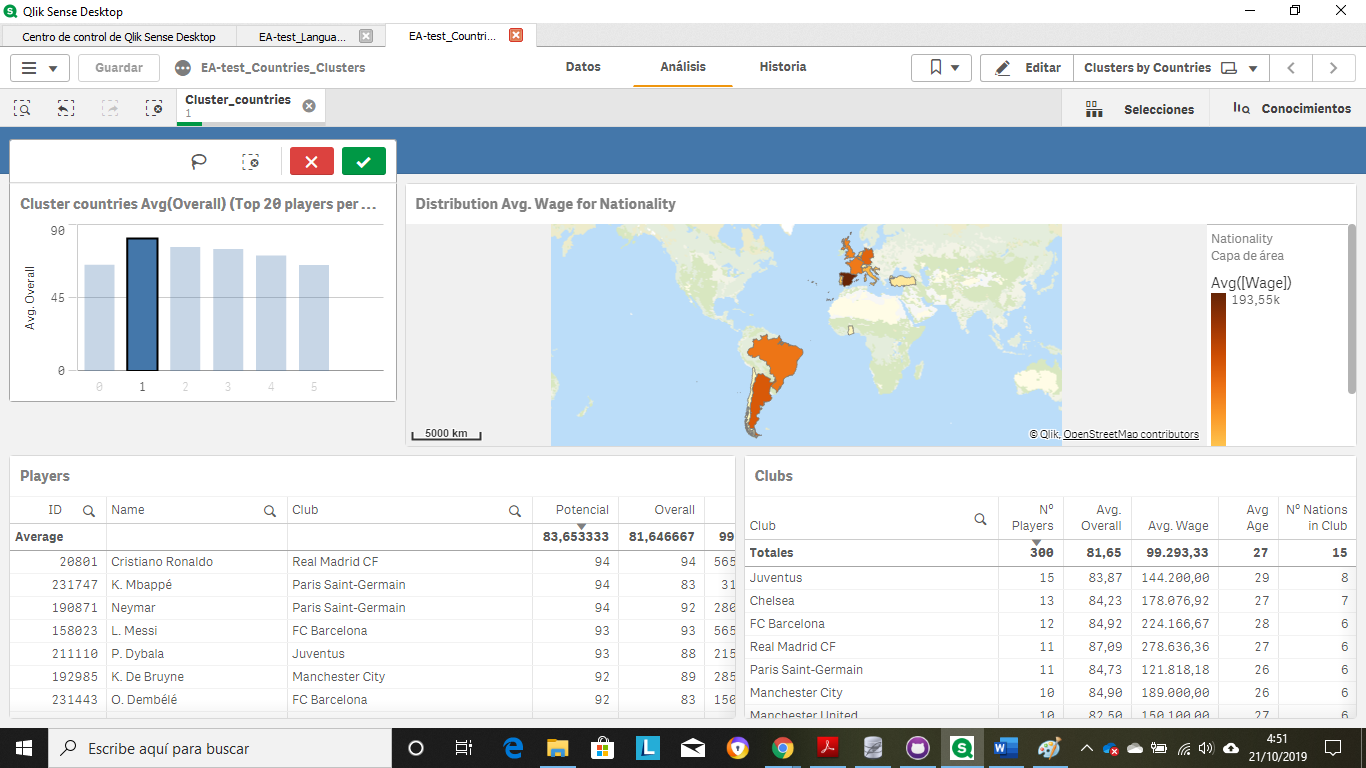 Qlik Sense Desktop
Centro de control de Qlik Sense Desktop
EA-test_Langua...
EA-test_Countri...
Guardar
EA-test_Countries_Clusters
Datos
Análisis
Historia
Editar
Clusters by Countries
Cluster_countries
1
Selecciones
Conocimientos
Cluster countries Avg(Overall) (Top 20 players per ...
Avg. Overall
90
45
0
0 1 2 3 4 5
Distribution Avg. Wage for Nationality
5000 km
© Qlik, OpenStreetMap contributors
Nationality
Capa de área
Avg([Wage])
193,55k
Players
ID Name Club Potencial Overall
Average 83,653333 81,646667 99
20801 Cristiano Ronaldo Real Madrid CF 94 94 565
231747 K. Mbappé Paris Saint-Germain 94 83 31
190871 Neymar Paris Saint-Germain 94 92 280
158023 L. Messi FC Barcelona 93 93 565
211110 P. Dybala Juventus 93 88 215
192985 K. De Bruyne Manchester City 92 89 285
231443 O. Dembélé FC Barcelona 92 83 150
Clubs
Club Nº Players Avg. Overall Avg. Wage Avg Age Nº Nations in Club
Totales 300 81,65 99.293,33 27 15
Juventus 15 83,87 144.200,00 29 8
Chelsea 13 84,23 178.076,92 27 7
FC Barcelona 12 84,92 224.166,67 28 6
Real Madrid CF 11 87,09 278.636,36 27 6
Paris Saint-Germain 11 84,73 121.818,18 26 6
Manchester City 10 84,90 189.000,00 26 6
Manchester United 10 82,50 150.100,00 27 6
Escribe aquí para buscar
4:51
21/10/2019